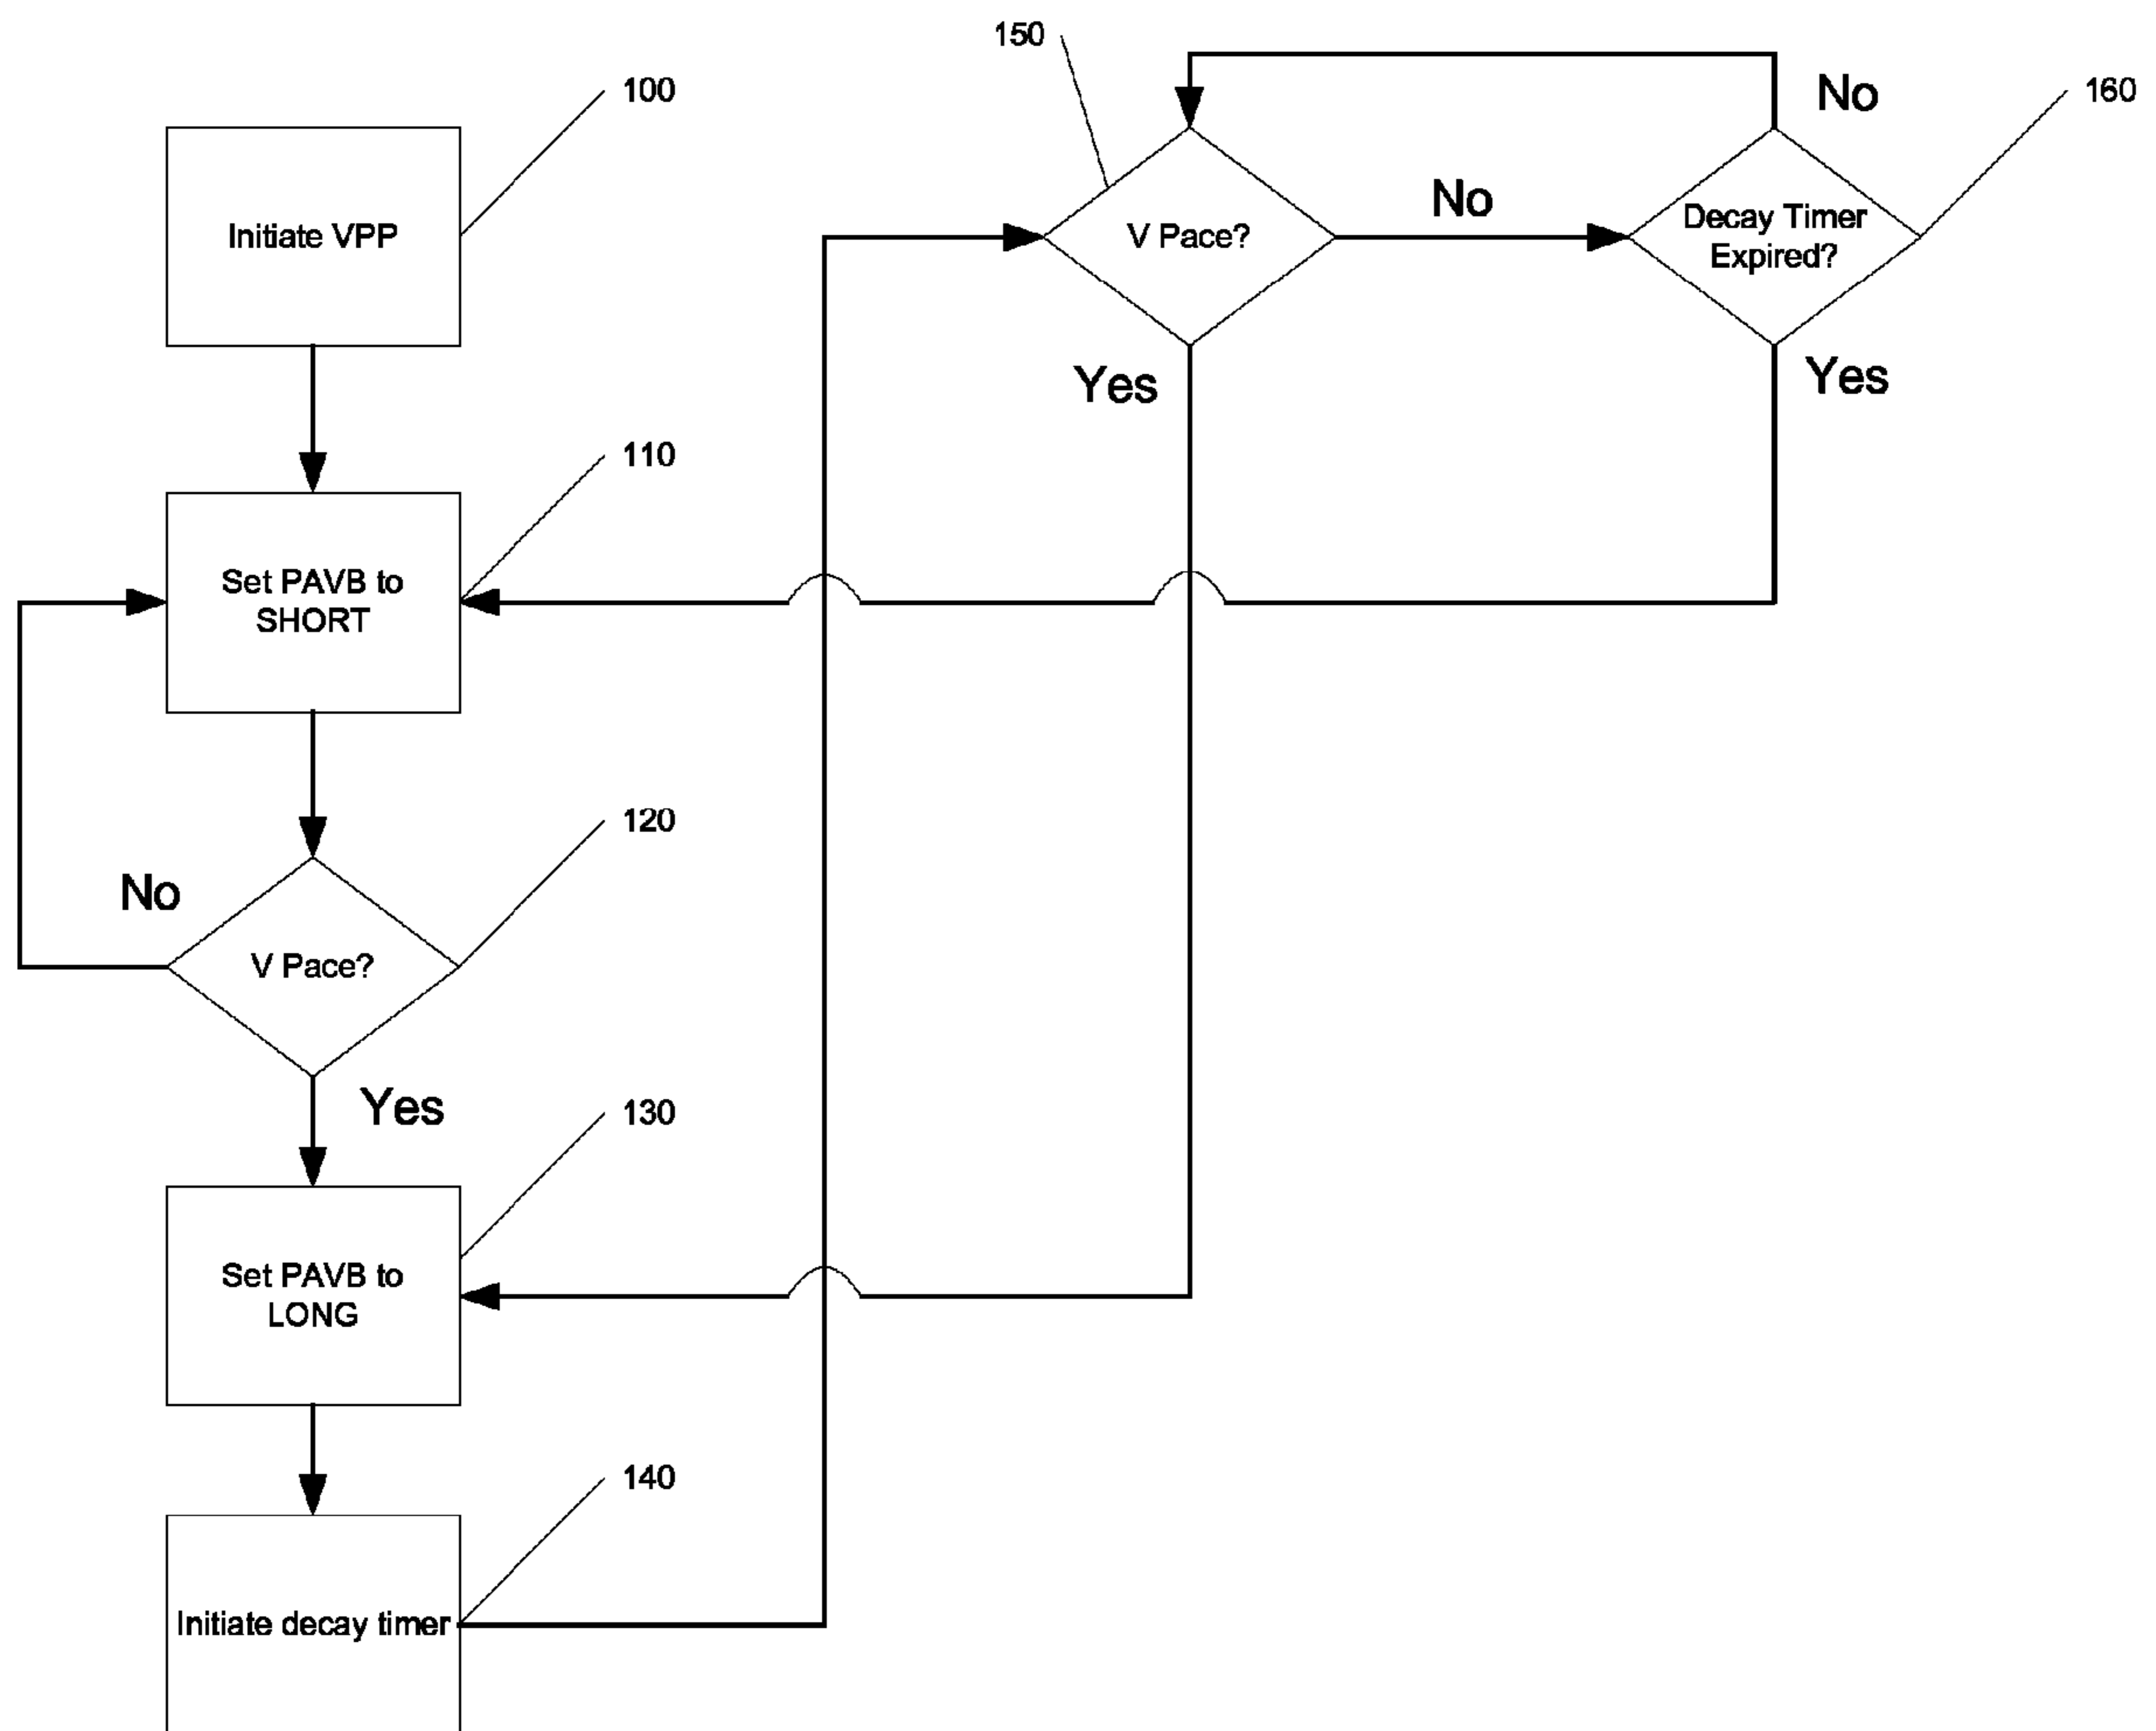 100
Initiate VPP
110
Set PAVB to
SHORT
120
No
V Pace?
Yes
130
Set PAVB to
LONG
140
Initiate decay timer
150
V Pace?
No
Yes
160
No
Decay Timer
Expired?
Yes